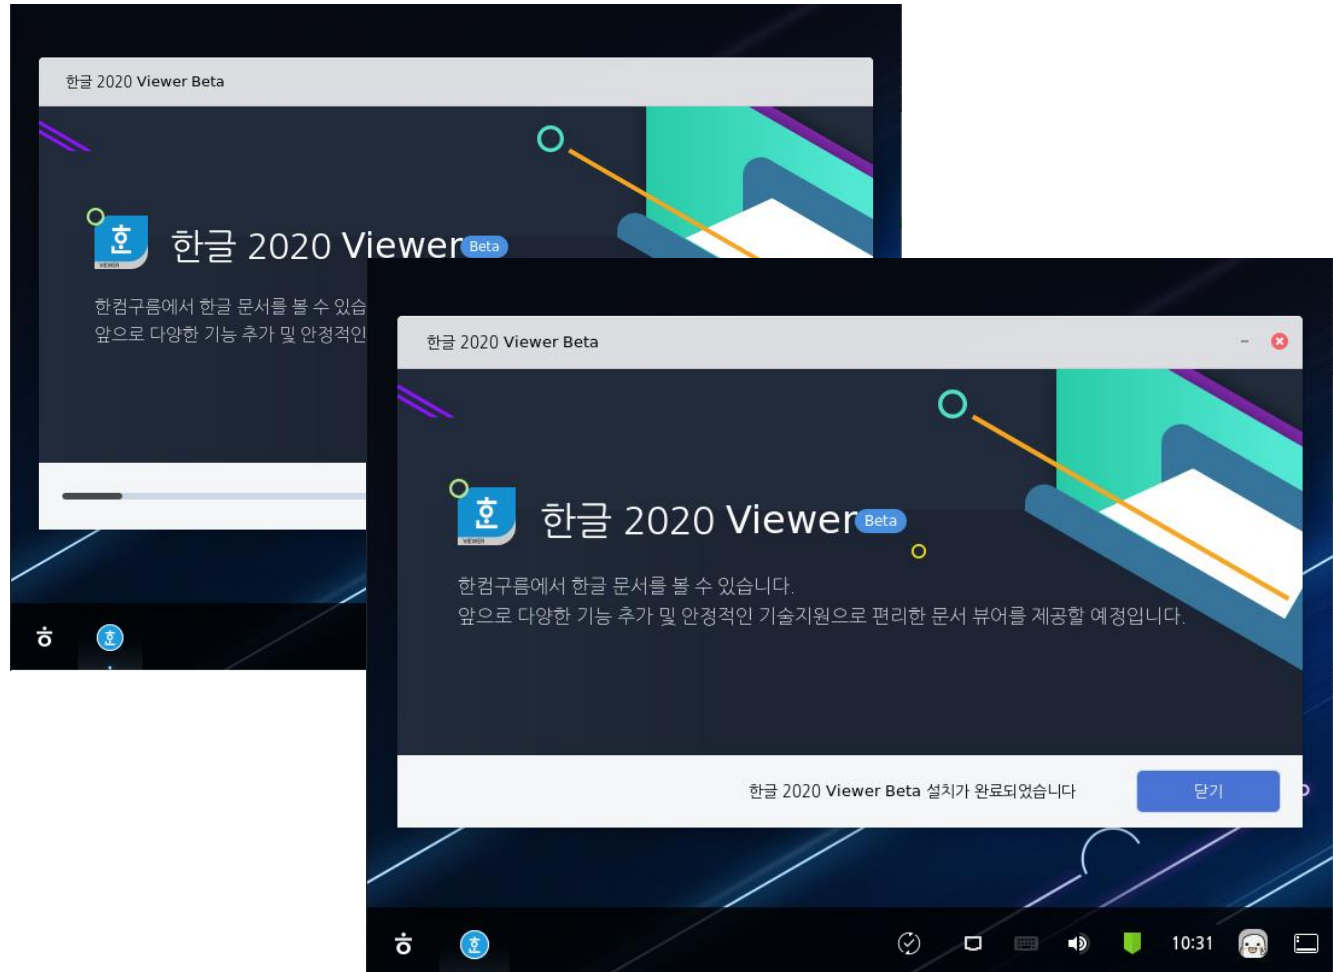 한글 2020 Viewer Beta
한글 2020 Viewer Beta
VIEWER
한컴구름에서 한글 문서를 볼 수 있습
앞으로 다양한 기능 추가 및 안정적인
한글 2020 Viewer Beta
한글 2020 Viewer Beta
VIEWER
한컴구름에서 한글 문서를 볼 수 있습니다.
앞으로 다양한 기능 추가 및 안정적인 기술지원으로 편리한 문서 뷰어를 제공할 예정입니다.
한글 2020 Viewer Beta 설치가 완료되었습니다
닫기
10:31